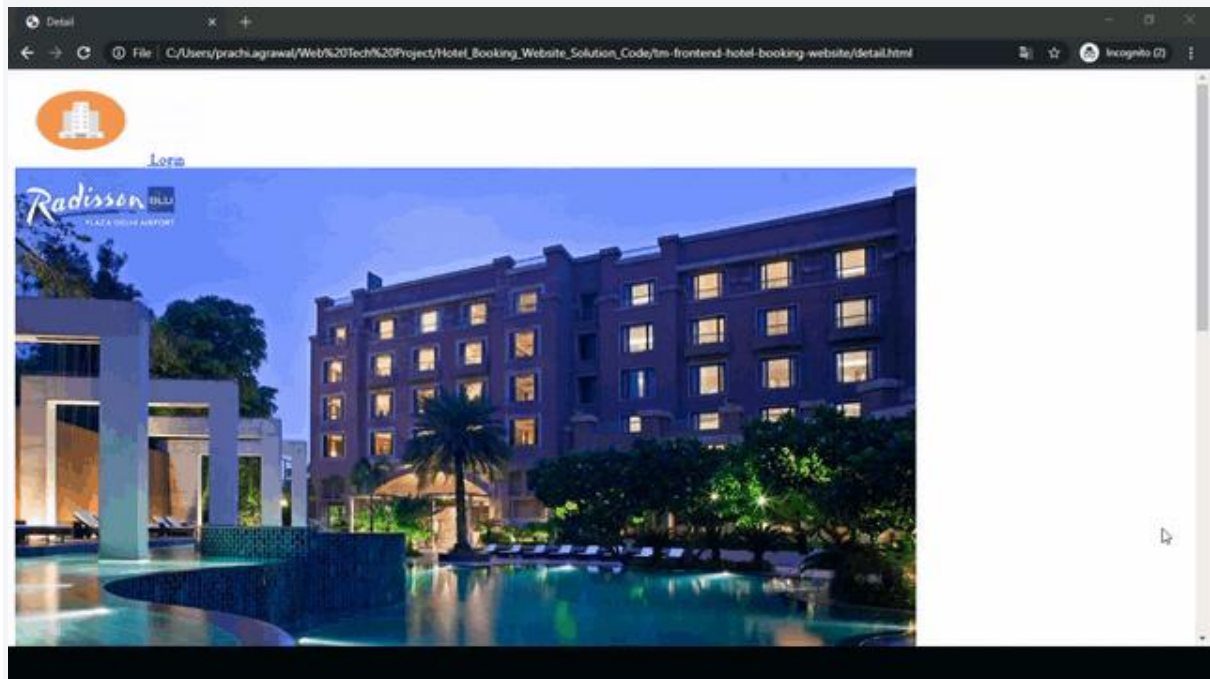 Detail
File C:/Users/prachi.agrawal/Web%20Tech%20Project/Hotel_Booking_Website_Solution_Code/tm-frontend-hotel-booking-website/detail.html
Incognito (2)
Login
Radisson BLU
PLAZA DELHI AIRPORT